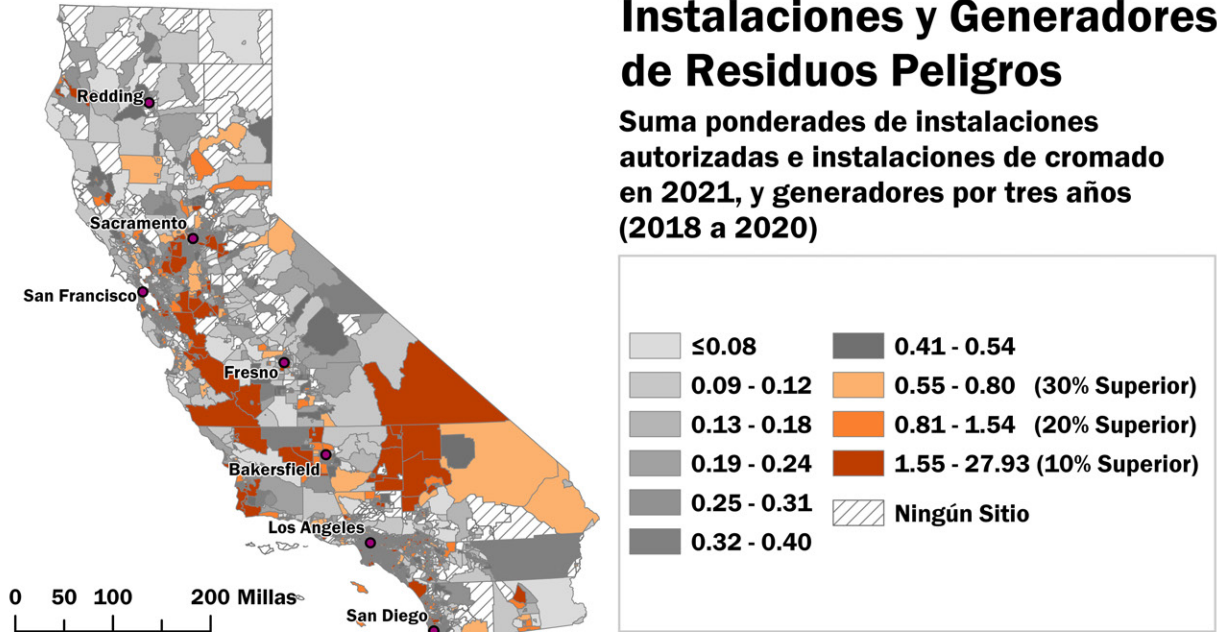 Instalaciones y Generadores
de Residuos Peligros
Suma ponderades de instalaciones
autorizadas e instalaciones de cromado
en 2021, y generadores por tres años
(2018 a 2020)
≤0.08
0.09 - 0.12
0.13 - 0.18
0.19 - 0.24
0.25 - 0.31
0.32 - 0.40
0.41 - 0.54
0.55 - 0.80 (30% Superior)
0.81 - 1.54 (20% Superior)
1.55 - 27.93 (10% Superior)
Ningún Sitio
Redding
Sacramento
San Francisco
Fresno
Bakersfield
Los Angeles
San Diego
0 50 100 200 Millas